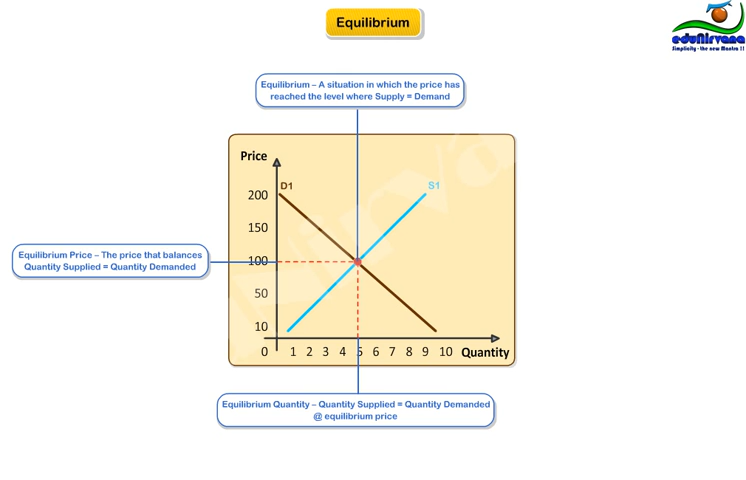 Equilibrium
eduNirvana
Simplicity - the new Mantra !!
Equilibrium – A situation in which the price has
reached the level where Supply = Demand
Price
D1
S1
200
150
Equilibrium Price – The price that balances
Quantity Supplied = Quantity Demanded
100
50
10
0 1 2 3 4 5 6 7 8 9 10 Quantity
Equilibrium Quantity – Quantity Supplied = Quantity Demanded
@ equilibrium price